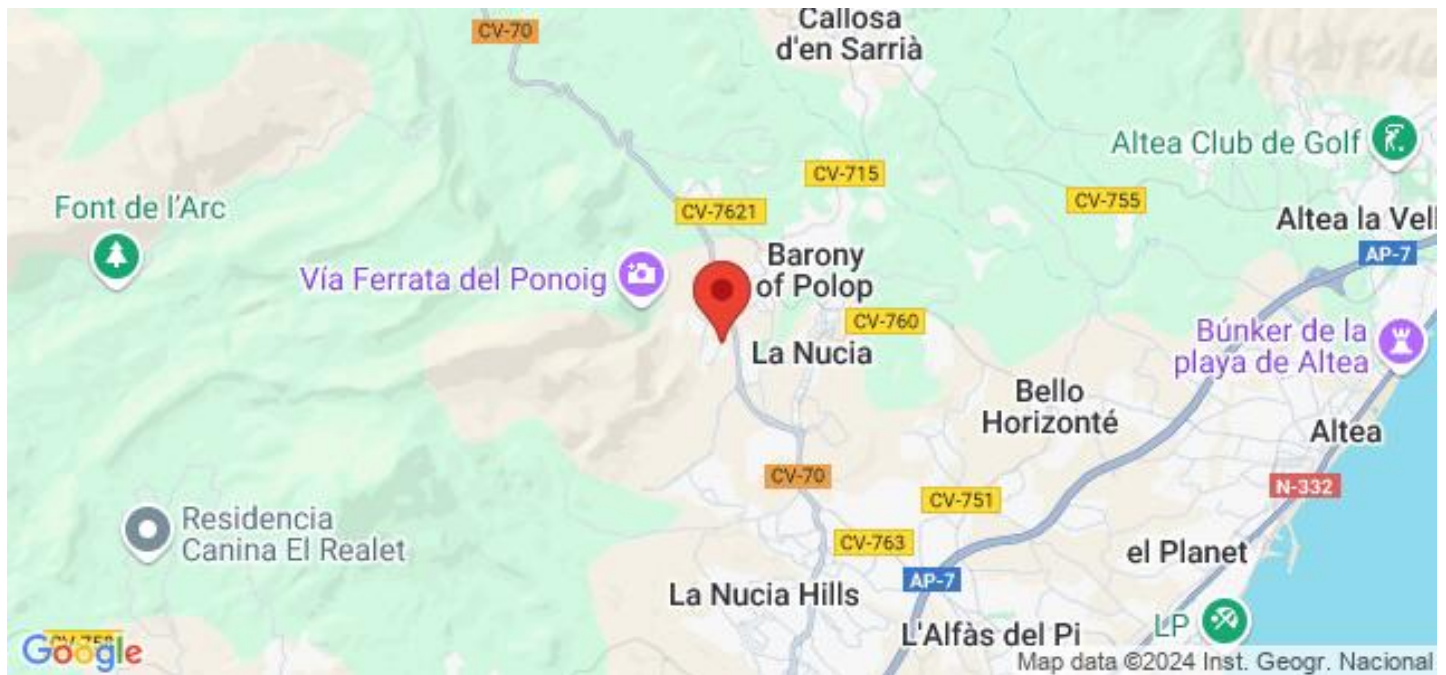 Callosa
d'en Sarrià
CV-70
Altea Club de Golf
CV-715
CV-755
Font de l'Arc
CV-7621
Altea la Vell
AP-7
Barony
of Polop
Vía Ferrata del Ponoig
CV-760
Búnker de la
playa de Altea
La Nucia
Bello
Horizonté
Altea
CV-70
N-332
CV-751
Residencia
Canina El Realet
CV-763
el Planet
AP-7
La Nucia Hills
L'Alfàs del Pi
LP
Google
Map data ©2024 Inst. Geogr. Nacional